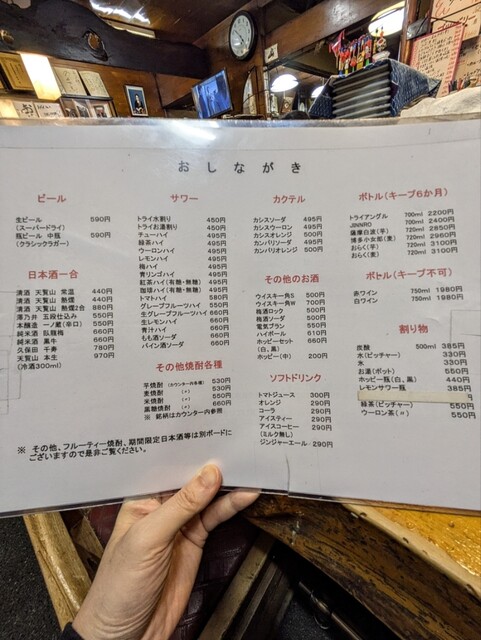 おしながき
ビール
生ビール 590円
(スーパードライ)
瓶ビール 中瓶 590円
(クラシックラガー)
日本酒一合
清酒 天覧山 常温 440円
清酒 天覧山 熱燗 440円
清酒 天覧山 熱燗2合 880円
澤乃井 玉段仕込み 550円
本醸造 一ノ蔵(辛口) 550円
純米酒 臥龍梅 660円
純米酒 風牛 660円
久保田 千寿 780円
天覧山 本生 970円
(冷酒300ml)
サワー
トライ水割り 450円
トライお湯割り 450円
チューハイ 495円
緑茶ハイ 495円
ウーロンハイ 495円
レモンハイ 495円
梅ハイ 495円
青リンゴハイ 495円
紅茶ハイ(有糖・無糖) 495円
珈琲ハイ(有糖・無糖) 495円
トマトハイ 580円
グレープフルーツハイ 550円
生グレープフルーツハイ 660円
生レモンハイ 605円
青汁ハイ 660円
もも酒ソーダ 550円
パイン酒ソーダ 550円
その他焼酎各種
芋焼酎 (カウンター内各種) 530円
麦焼酎 (〃) 530円
米焼酎 (〃) 550円
黒糖焼酎 (〃) 660円
※ 銘柄はカウンター内参照
カクテル
カシスソーダ 495円
カシスウーロン 495円
カシスオレンジ 500円
カンパリソーダ 495円
カンパリオレンジ 500円
その他のお酒
ウイスキー角S 500円
ウイスキー角W 700円
梅酒ロック 500円
梅酒ソーダ 500円
電気ブラン 550円
ハイボール 610円
ホッピーセット 660円
(白,黒)
ホッピー(中) 200円
ソフトドリンク
トマトジュース 300円
オレンジ 290円
コーラ 290円
アイスティー 290円
アイスコーヒー 290円
(ミルク無し)
ジンジャーエール 290円
ボトル(キープ6か月)
トライアングル 700ml 2200円
JINNRO 700ml 2400円
薩摩白波(芋) 720ml 2850円
博多小女郎(麦) 720ml 2960円
おらく(芋) 720ml 3100円
おらく(麦) 720ml 3100円
ボトル(キープ不可)
赤ワイン 750ml 1980円
白ワイン 750ml 1980円
割り物
炭酸 500ml 385円
水(ピッチャー) 330円
氷 330円
お湯(ポット) 550円
ホッピー瓶(白、黒) 440円
レモンサワー瓶 385円
緑茶(ピッチャー) 550円
ウーロン茶(〃) 550円
※ その他、フルーティー焼酎、期間限定日本酒等は別ボードに
ございますので是非ご覧ください。